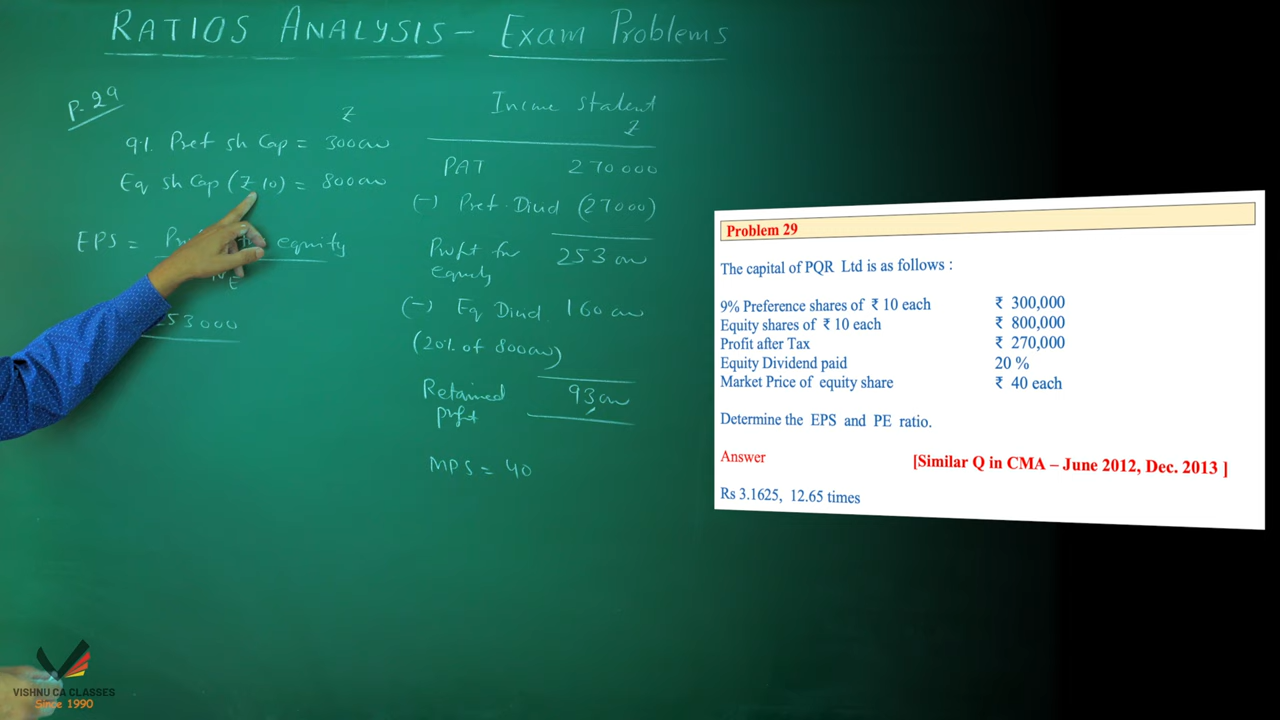 RATIOS ANALYSIS - Exam Problems
P-29
₹
9%. Pref sh Cap = 300000
Eq sh Cap (₹ 10) = 800000
EPS = equity
NE
253000
Income statent
₹
PAT 270000
(-) Pref. Divd (27000)
Profit for
equity 253000
(-) Eq Divd. 160000
(20% of 800000)
Retained
profit 93000
MPS = 40
Problem 29
The capital of PQR Ltd is as follows :
9% Preference shares of ₹ 10 each ₹ 300,000
Equity shares of ₹ 10 each ₹ 800,000
Profit after Tax ₹ 270,000
Equity Dividend paid 20 %
Market Price of equity share ₹ 40 each
Determine the EPS and PE ratio.
Answer [Similar Q in CMA – June 2012, Dec. 2013 ]
Rs 3.1625, 12.65 times
VISHNU CA CLASSES
Since 1990